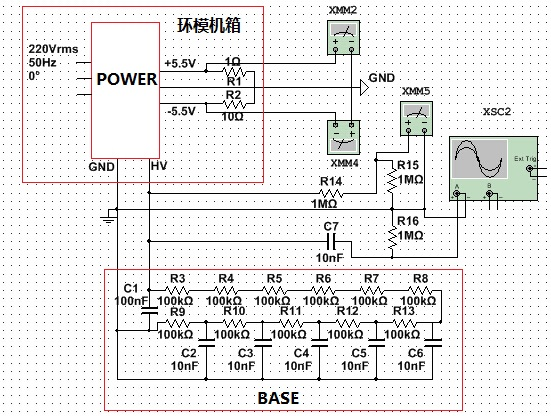 环模机箱
XMM2
220Vrms
50Hz
0°
POWER
+5.5V
1Ω
R1
R2
10Ω
-5.5V
GND
XMM4
XMM5
XSC2
Ext Trig
A
B
GND
HV
R14
1MΩ
R15
1MΩ
R16
1MΩ
C7
10nF
C1
100nF
R3
R4
R5
R6
R7
R8
100kΩ
100kΩ
100kΩ
100kΩ
100kΩ
100kΩ
R9
R10
R11
R12
R13
100kΩ
100kΩ
100kΩ
100kΩ
100kΩ
C2
C3
C4
C5
C6
10nF
10nF
10nF
10nF
10nF
BASE